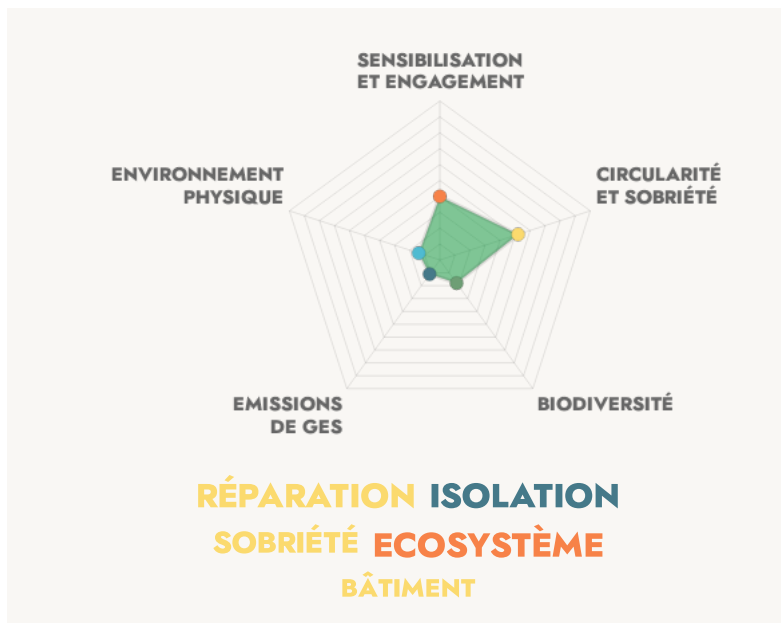 SENSIBILISATION
ET ENGAGEMENT
ENVIRONNEMENT
PHYSIQUE
CIRCULARITÉ
ET SOBRIÉTÉ
EMISSIONS
DE GES
BIODIVERSITÉ
RÉPARATION ISOLATION
SOBRIÉTÉ ECOSYSTÈME
BÂTIMENT